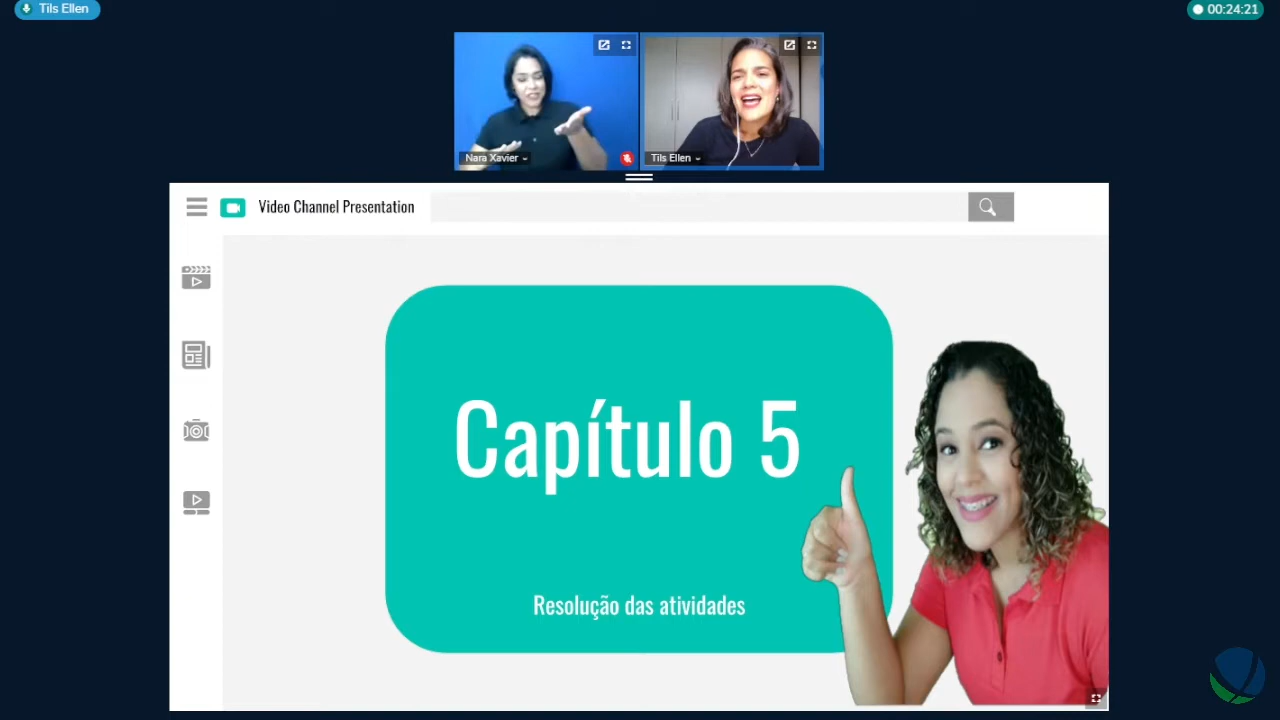 Tils Ellen
00:24:21
Nara Xavier
Tils Ellen
Video Channel Presentation
Capítulo 5
Resolução das atividades